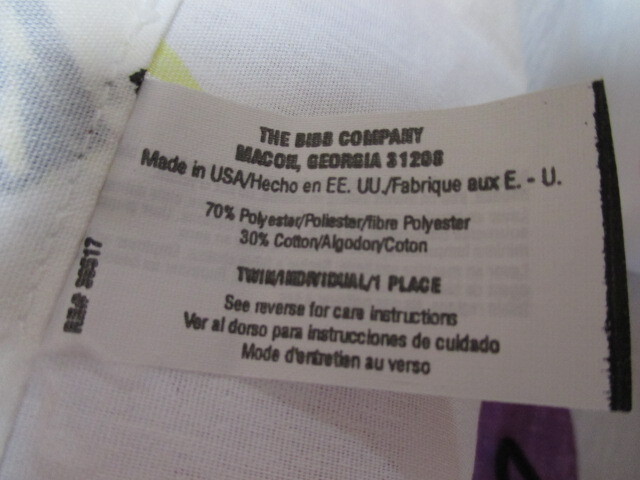 THE BIBB COMPANY
MACON, GEORGIA 31208
Made in USA/Hecho en EE. UU./Fabrique aux E. - U.
70% Polyestar/Poliester/fibre Polyester
30% Cotton/Algodon/Coton
TWIN/INDIVIDUAL/1 PLACE
See reverse for care instructions
Ver al dorso para instrucciones de cuidado
Mode d'entretien au verso